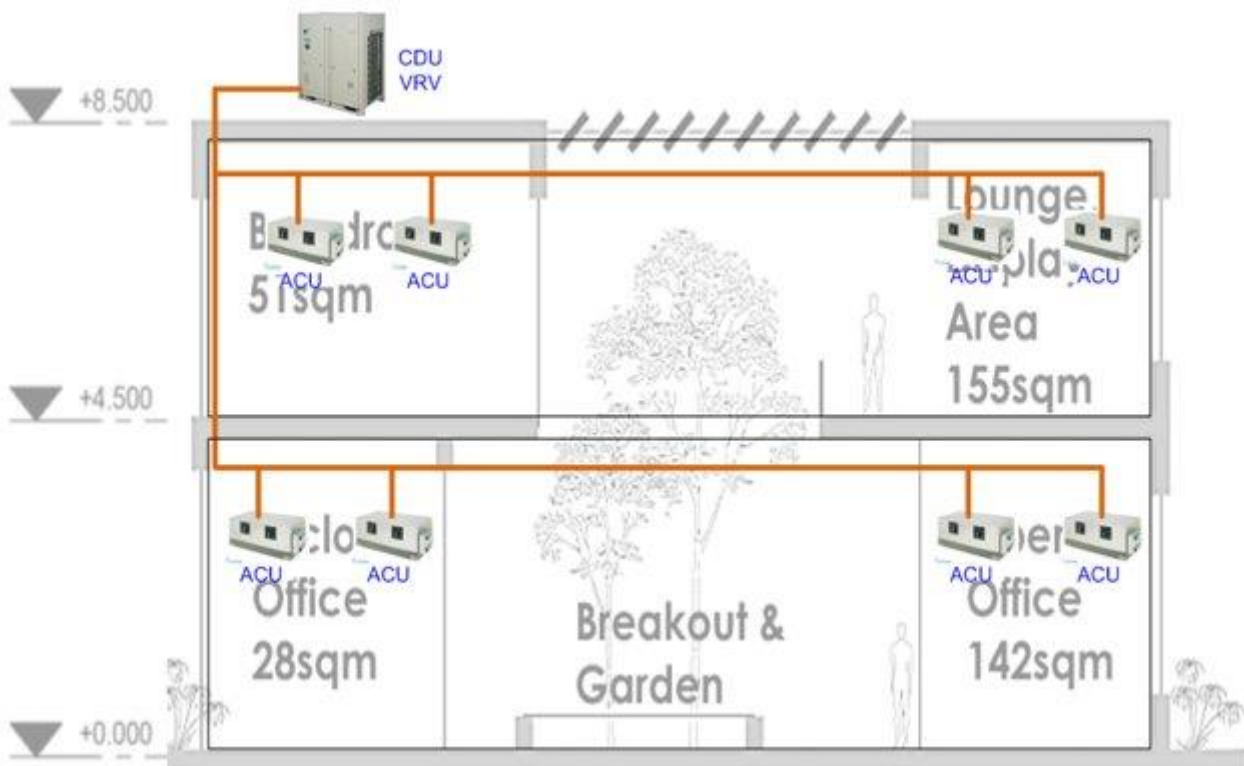 CDU
VRV
+8.500
Lounge
ACU
ACU
ACU
ACU
51sqm
Area
155sqm
+4.500
ACU
ACU
ACU
ACU
Office
28sqm
Breakout &
Garden
Office
142sqm
+0.000